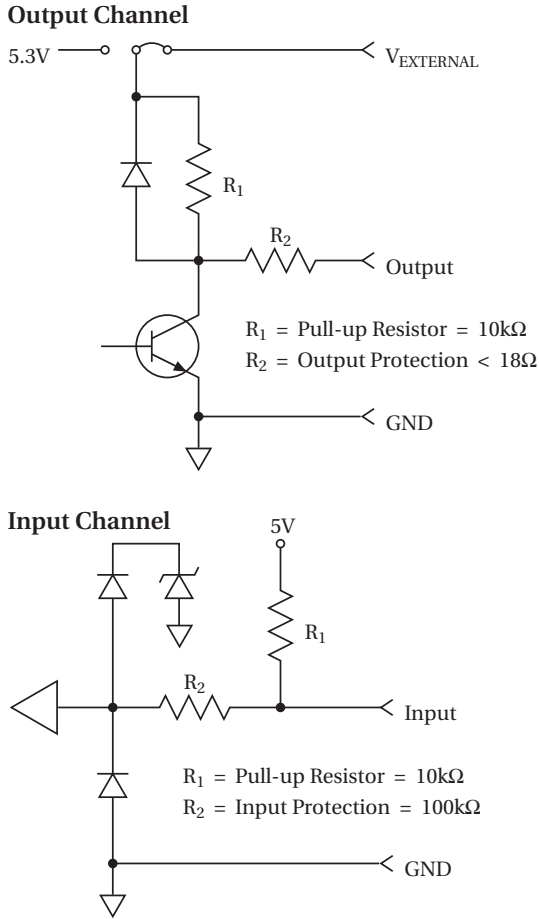 Output Channel
5.3V
V_EXTERNAL
R₁
R₂
Output
R₁ = Pull-up Resistor = 10kΩ
R₂ = Output Protection < 18Ω
GND
Input Channel
5V
R₁
R₂
Input
R₁ = Pull-up Resistor = 10kΩ
R₂ = Input Protection = 100kΩ
GND